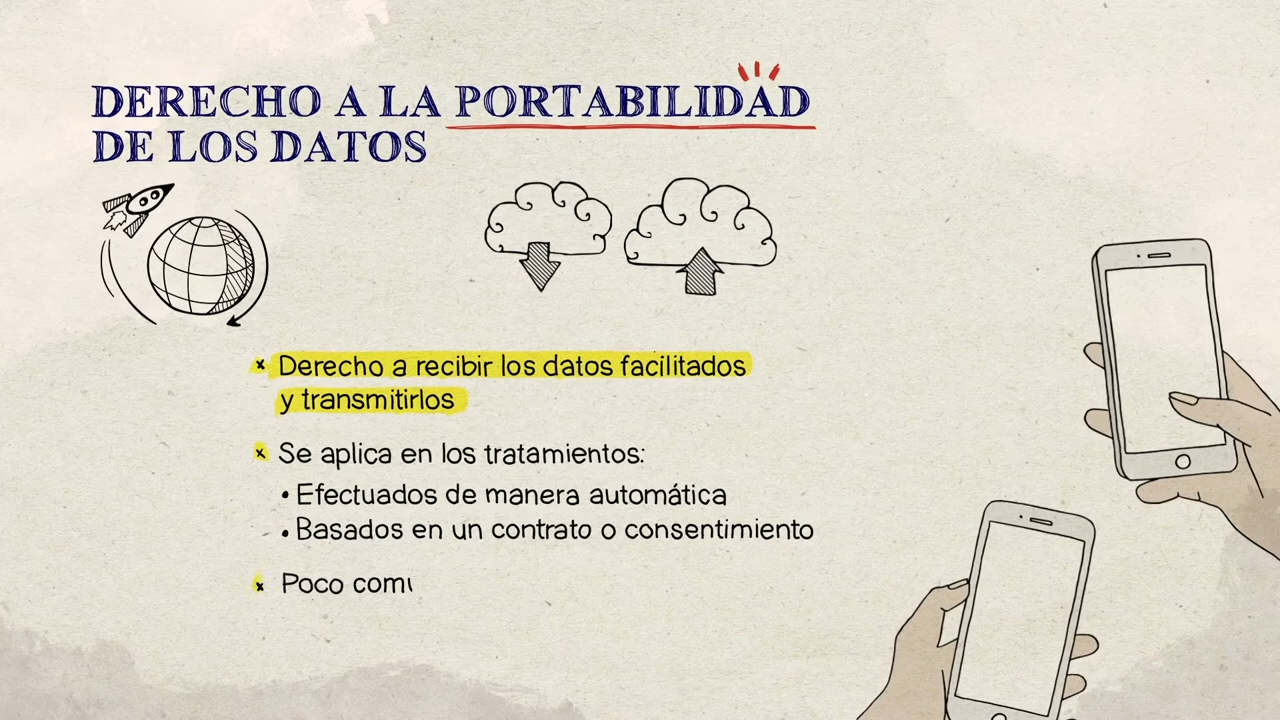 DERECHO A LA PORTABILIDAD
DE LOS DATOS
x Derecho a recibir los datos facilitados
y transmitirlos
x Se aplica en los tratamientos:
• Efectuados de manera automática
• Basados en un contrato o consentimiento
x Poco